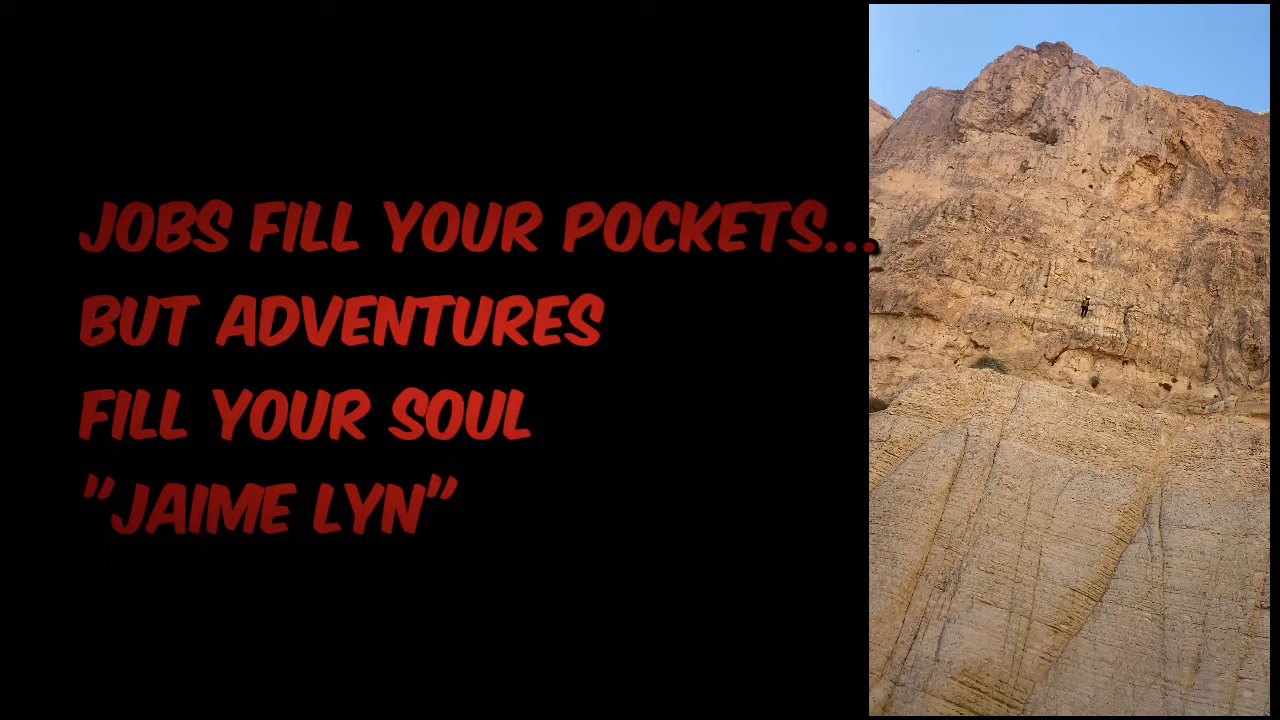 JOBS FILL YOUR POCKETS...
BUT ADVENTURES
FILL YOUR SOUL
"JAIME LYN"